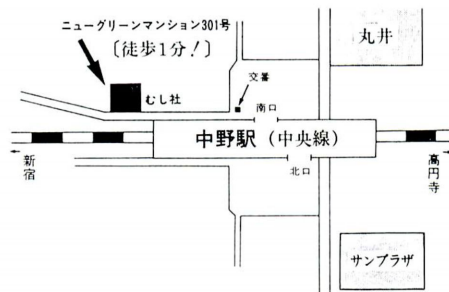 ニューグリーンマンション301号
〔徒歩1分!〕
むし社
交番
丸井
南口
中野駅(中央線)
北口
←新宿
高円寺→
サンプラザ